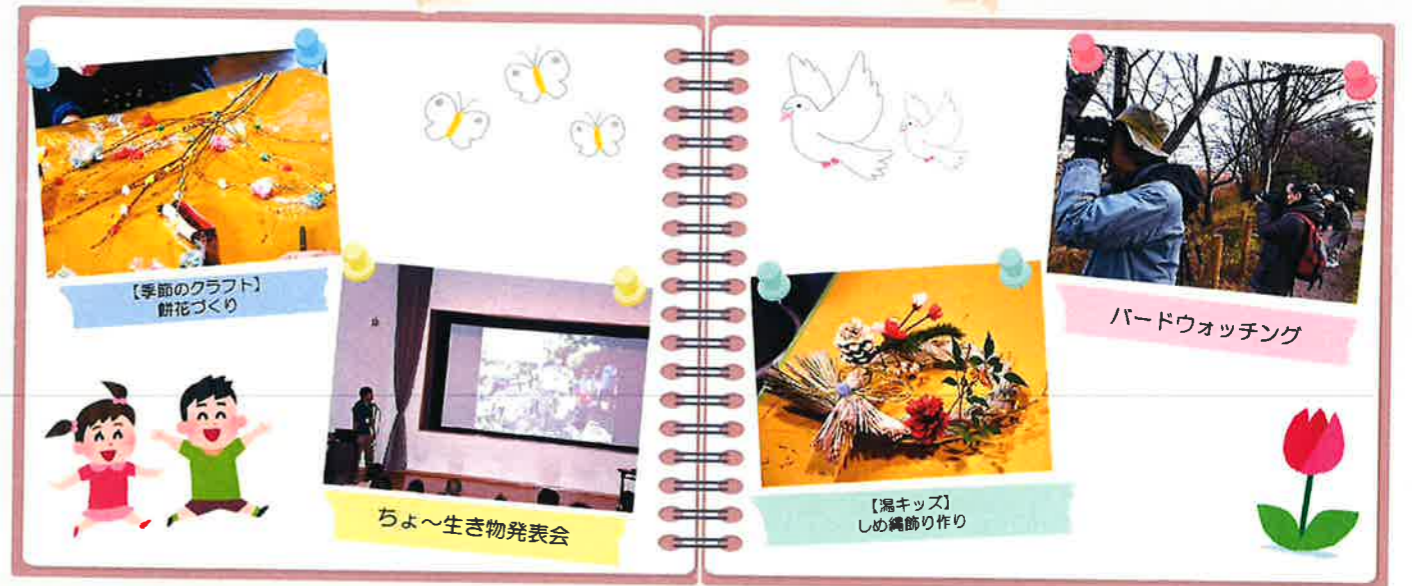 【季節のクラフト】
餅花づくり
ちょ～生き物発表会
【潟キッズ】
しめ縄飾り作り
バードウォッチング